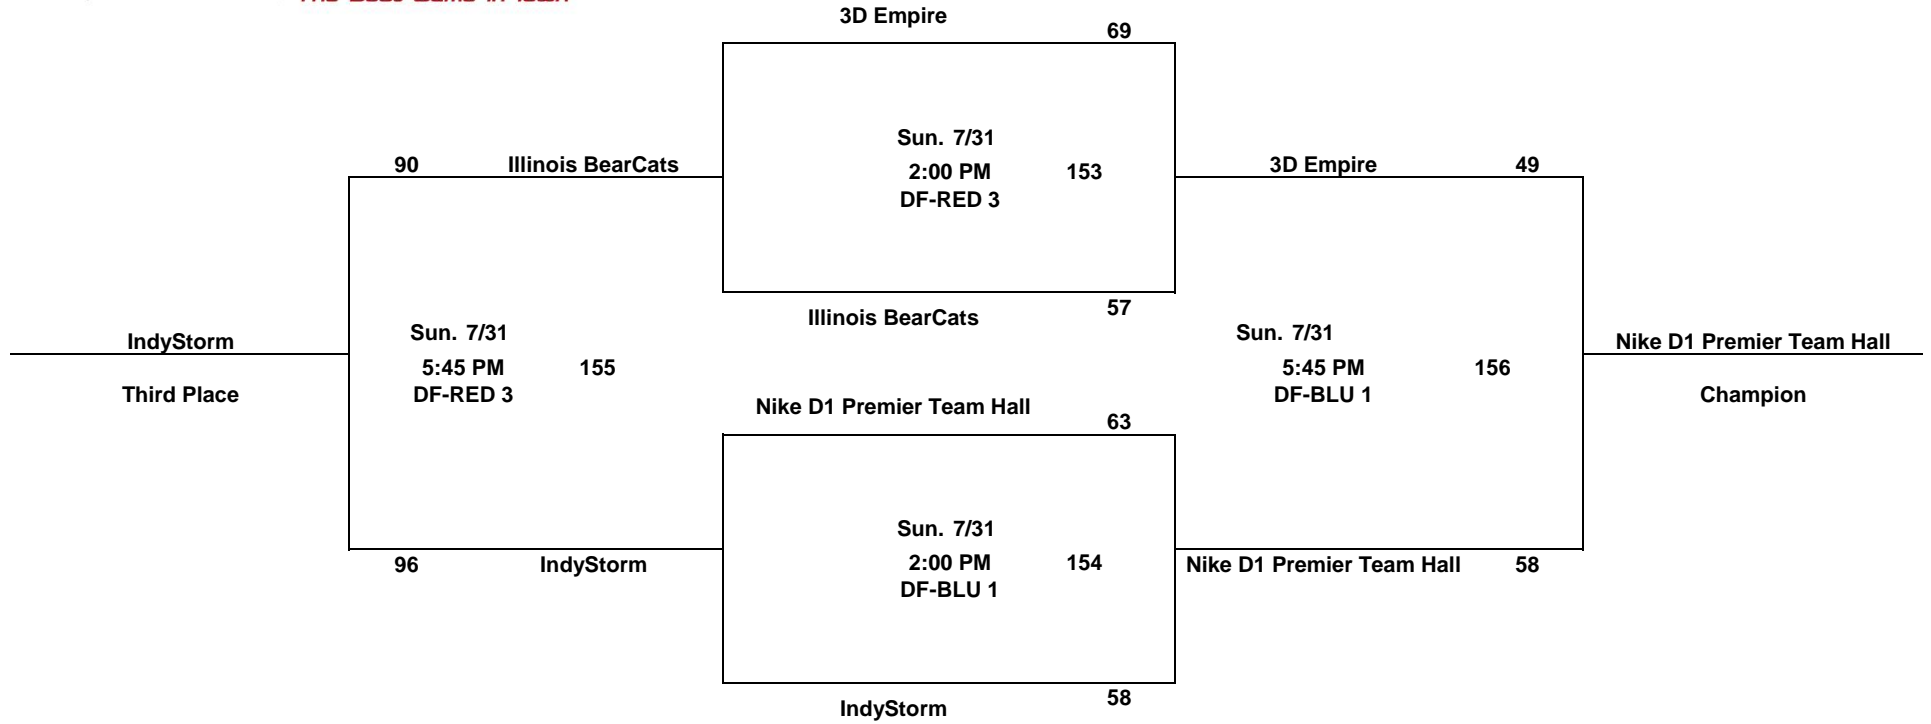 3D Empire
69
Sun. 7/31
2:00 PM 153
DF-RED 3
90 Illinois BearCats
3D Empire 49
Illinois BearCats
57
IndyStorm
Third Place
Sun. 7/31
5:45 PM 155
DF-RED 3
Sun. 7/31
5:45 PM 156
DF-BLU 1
Nike D1 Premier Team Hall
Champion
Nike D1 Premier Team Hall
63
Sun. 7/31
2:00 PM 154
DF-BLU 1
96 IndyStorm
Nike D1 Premier Team Hall 58
IndyStorm
58